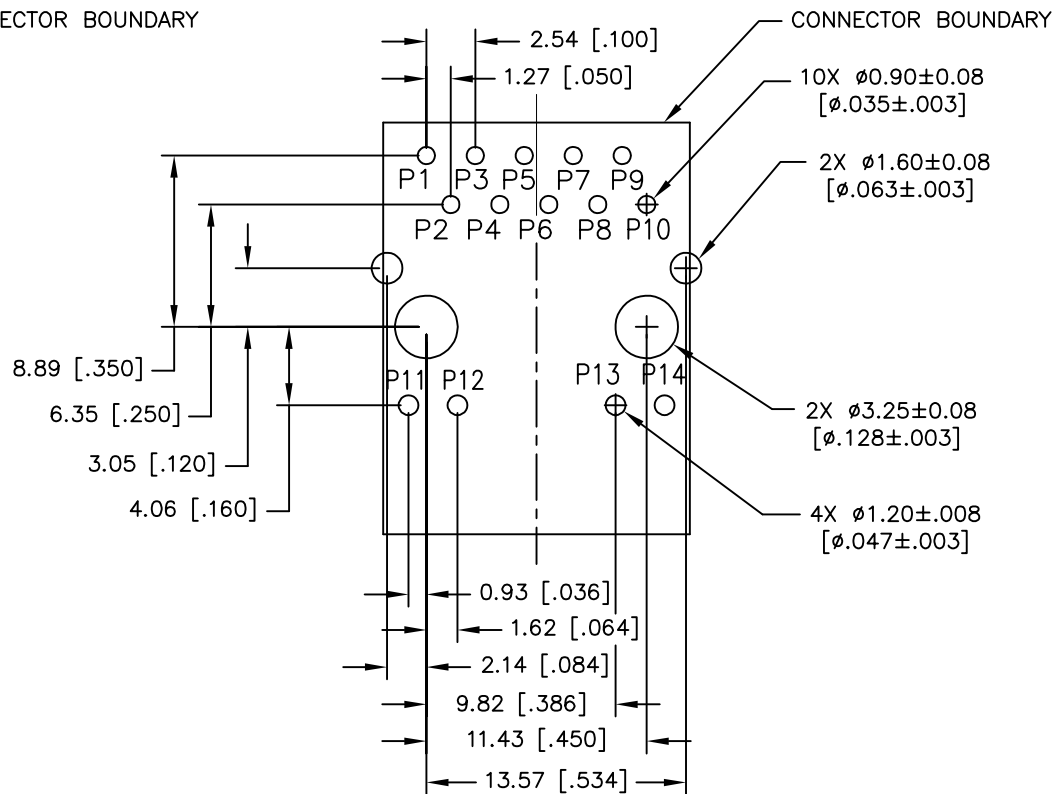 ECTOR BOUNDARY
CONNECTOR BOUNDARY
2.54 [.100]
1.27 [.050]
10X ø0.90±0.08
[ø.035±.003]
P1 P3 P5 P7 P9
2X ø1.60±0.08
[ø.063±.003]
P2 P4 P6 P8 P10
8.89 [.350]
6.35 [.250]
3.05 [.120]
4.06 [.160]
P11 P12 P13 P14
2X ø3.25±0.08
[ø.128±.003]
4X ø1.20±.008
[ø.047±.003]
0.93 [.036]
1.62 [.064]
2.14 [.084]
9.82 [.386]
11.43 [.450]
13.57 [.534]